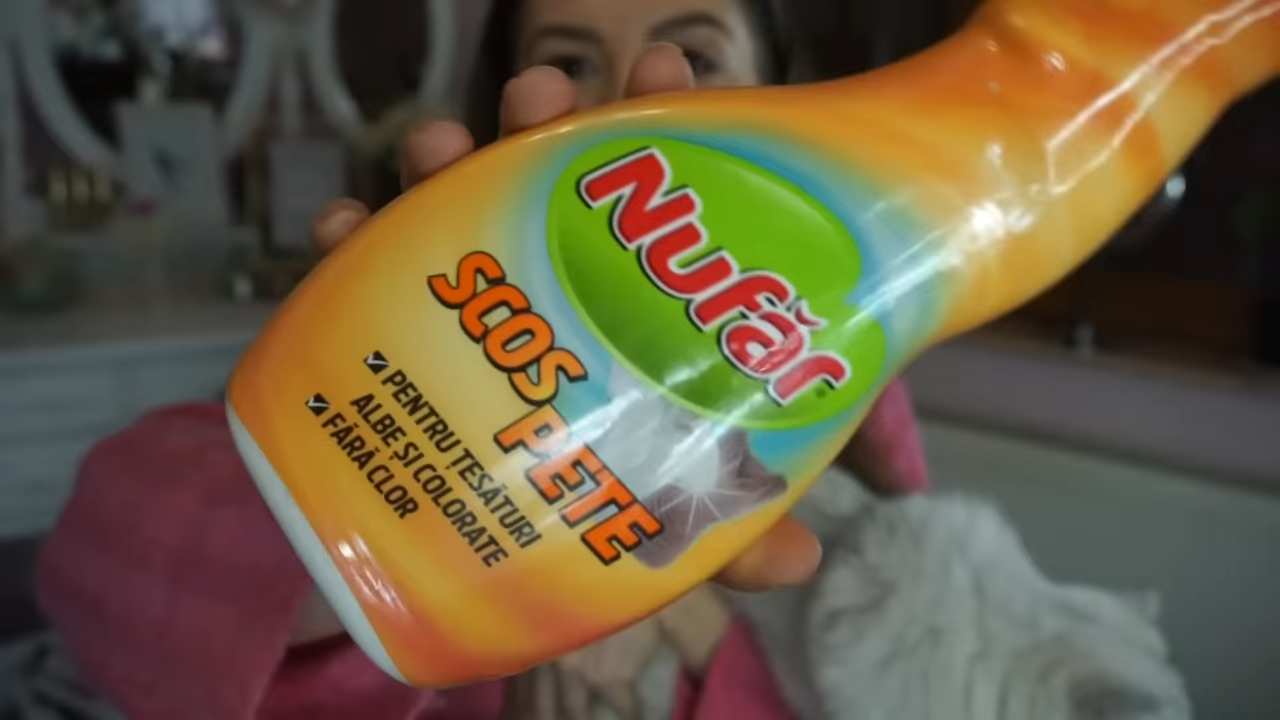 Nufăr
SCOS
PETE
PENTRU ȚESĂTURI
ALBE ȘI COLORATE
FĂRĂ CLOR